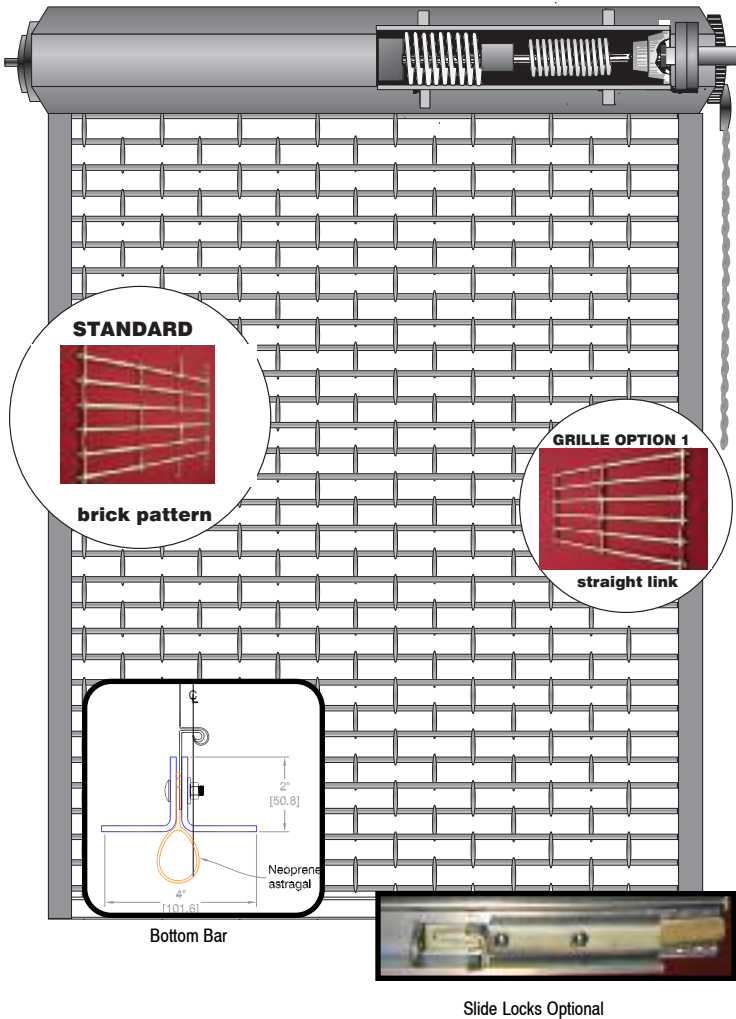 STANDARD
brick pattern
GRILLE OPTION 1
straight link
℄
2"
[50.8]
Neoprene
astragal
4"
[101.6]
Bottom Bar
Slide Locks Optional